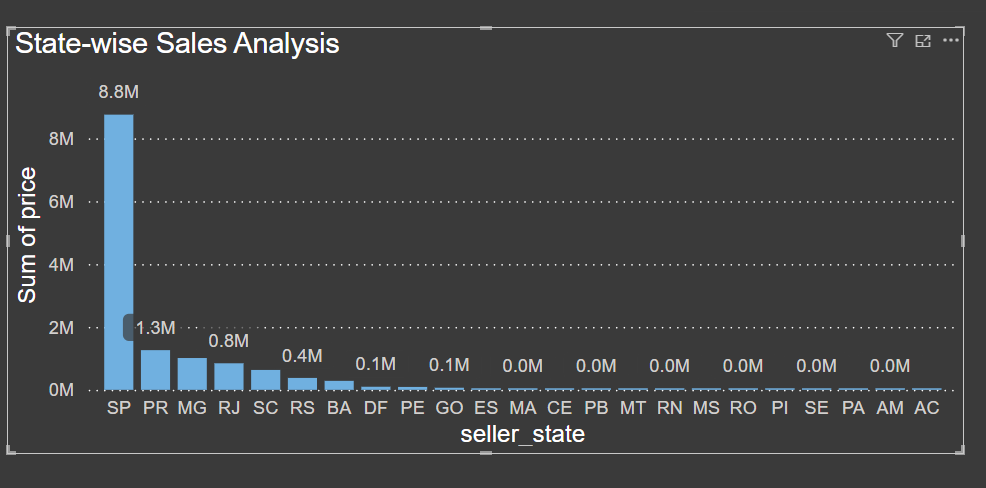 State-wise Sales Analysis
8.8M
8M
6M
4M
2M
0M
Sum of price
1.3M
0.8M
0.4M
0.1M
0.1M
0.0M
0.0M
0.0M
0.0M
0.0M
0.0M
SP PR MG RJ SC RS BA DF PE GO ES MA CE PB MT RN MS RO PI SE PA AM AC
seller_state